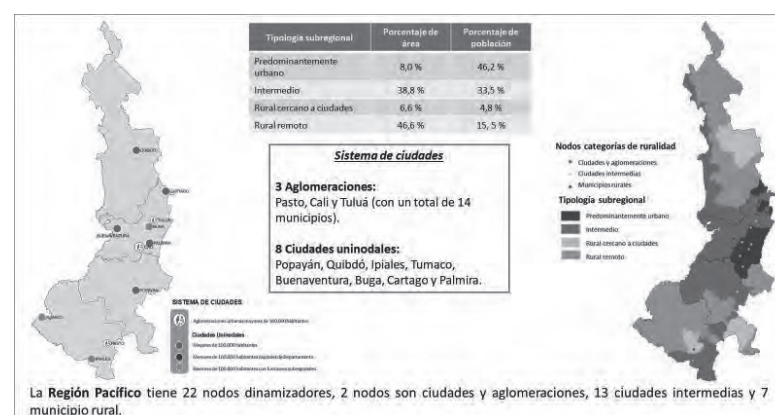 Tipología subregional Porcentaje de área Porcentaje de población
Predominantemente urbano 8,0 % 46,2 %
Intermedio 38,8 % 33,5 %
Rural cercano a ciudades 6,6 % 4,8 %
Rural remoto 46,6 % 15, 5 %
Sistema de ciudades
3 Aglomeraciones:
Pasto, Cali y Tuluá (con un total de 14
municipios).
8 Ciudades uninodales:
Popayán, Quibdó, Ipiales, Tumaco,
Buenaventura, Buga, Cartago y Palmira.
SISTEMA DE CIUDADES
Ciudades Uninodales
Nodos categorías de ruralidad
Ciudades y aglomeraciones
Ciudades intermedias
Municipios rurales
Tipología subregional
Predominantemente urbano
Intermedio
Rural cercano a ciudades
Rural remoto
La Región Pacífico tiene 22 nodos dinamizadores, 2 nodos son ciudades y aglomeraciones, 13 ciudades intermedias y 7
municipio rural.